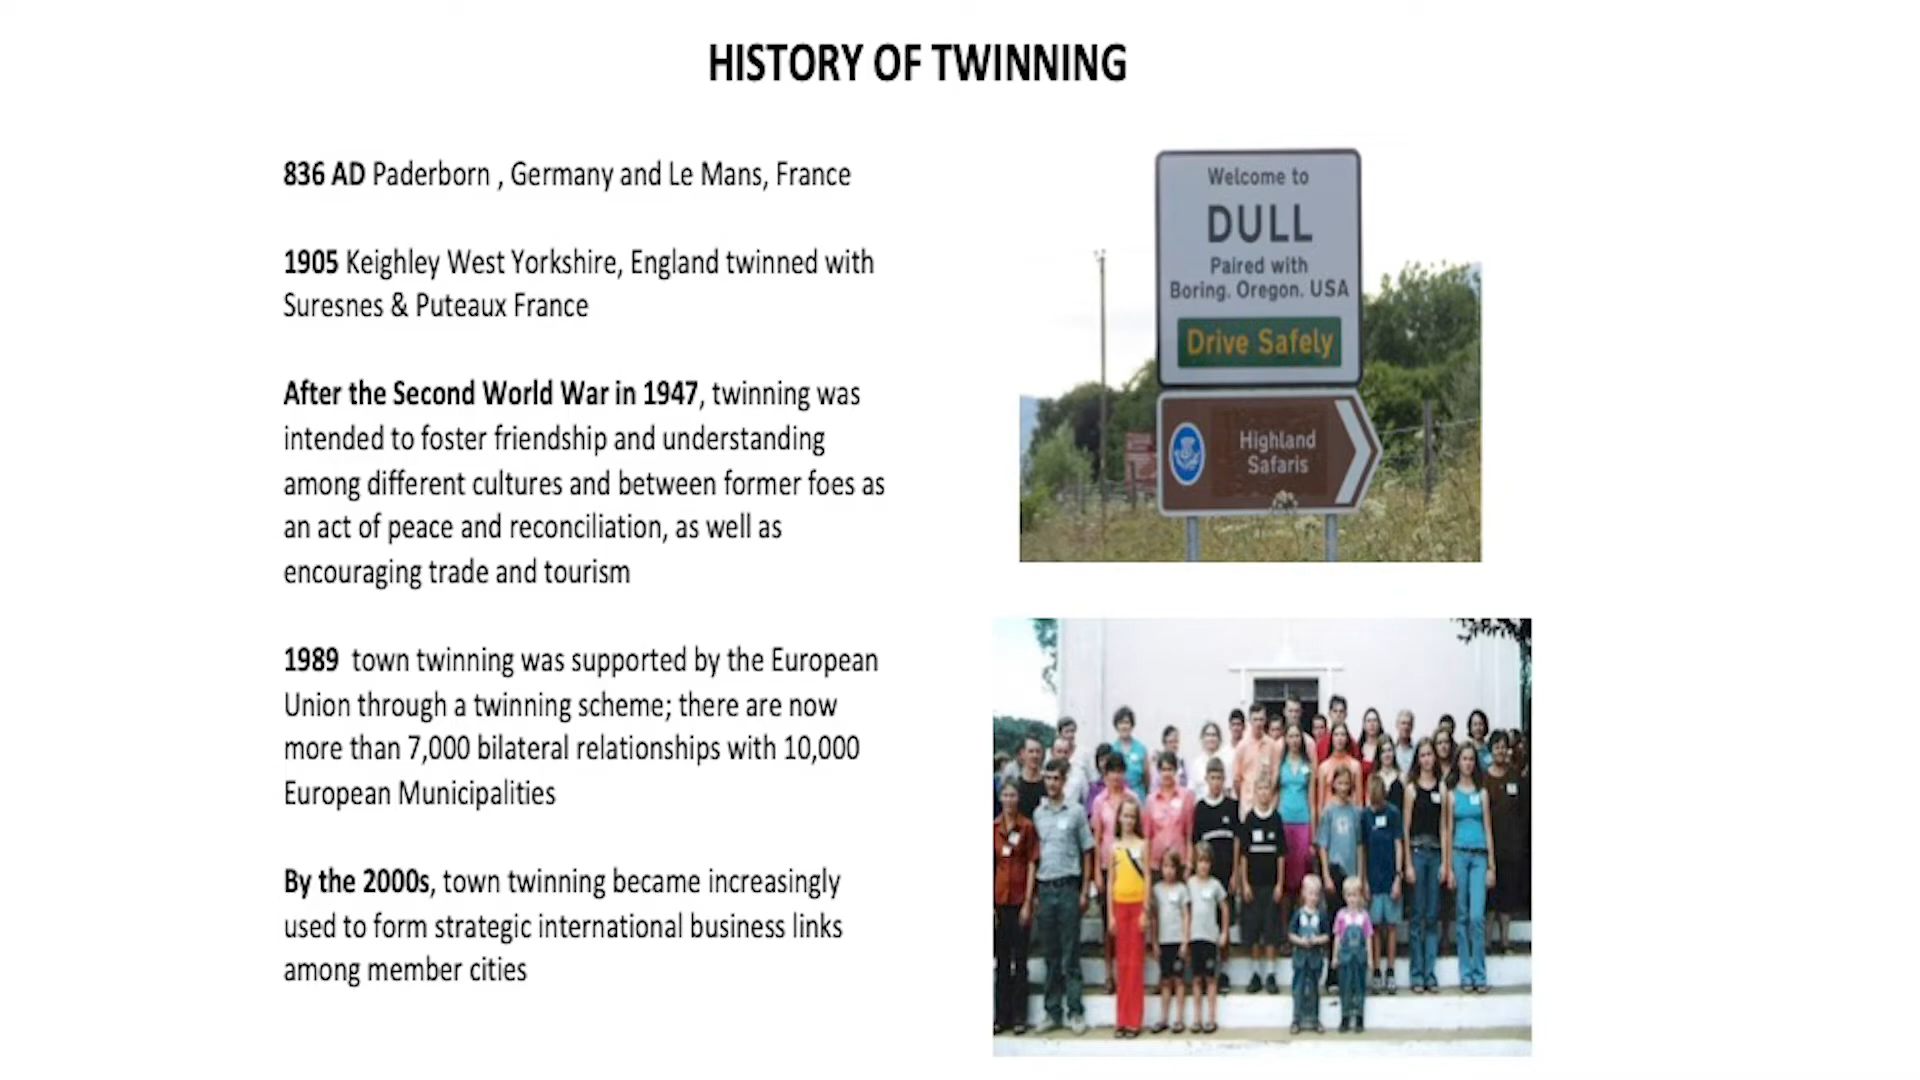 HISTORY OF TWINNING
836 AD Paderborn , Germany and Le Mans, France
1905 Keighley West Yorkshire, England twinned with
Suresnes & Puteaux France
After the Second World War in 1947, twinning was
intended to foster friendship and understanding
among different cultures and between former foes as
an act of peace and reconciliation, as well as
encouraging trade and tourism
1989 town twinning was supported by the European
Union through a twinning scheme; there are now
more than 7,000 bilateral relationships with 10,000
European Municipalities
By the 2000s, town twinning became increasingly
used to form strategic international business links
among member cities
Welcome to
DULL
Paired with
Boring. Oregon. USA
Drive Safely
Highland
Safaris